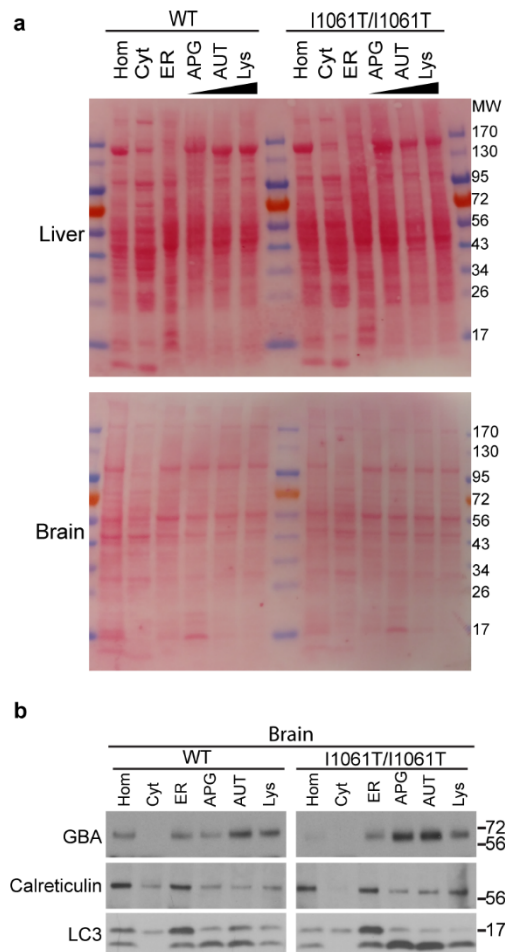 a
WT I1061T/I1061T
Hom Cyt ER APG AUT Lys Hom Cyt ER APG AUT Lys
MW
Liver
170
130
95
72
56
43
34
26
17
Brain
170
130
95
72
56
43
34
26
17
b
Brain
WT I1061T/I1061T
Hom Cyt ER APG AUT Lys Hom Cyt ER APG AUT Lys
GBA
72
56
Calreticulin
56
LC3
17